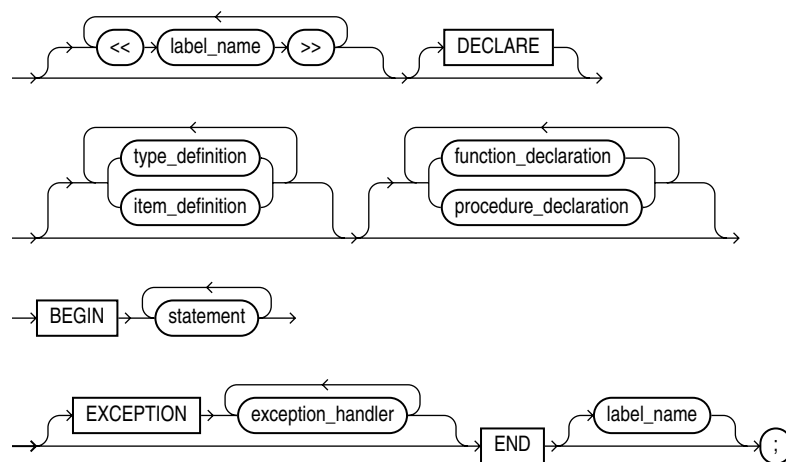 << label_name >> DECLARE
type_definition function_declaration
item_definition procedure_declaration
BEGIN statement
EXCEPTION exception_handler label_name
END ;